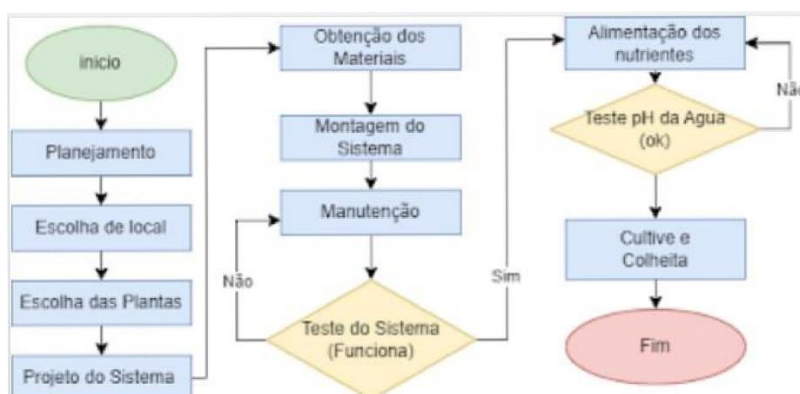 inicio
Planejamento
Escolha de local
Escolha das Plantas
Projeto do Sistema
Obtenção dos
Materiais
Montagem do
Sistema
Manutenção
Não
Teste do Sistema
(Funciona)
Sim
Alimentação dos
nutrientes
Não
Teste pH da Agua
(ok)
Cultive e
Colheita
Fim